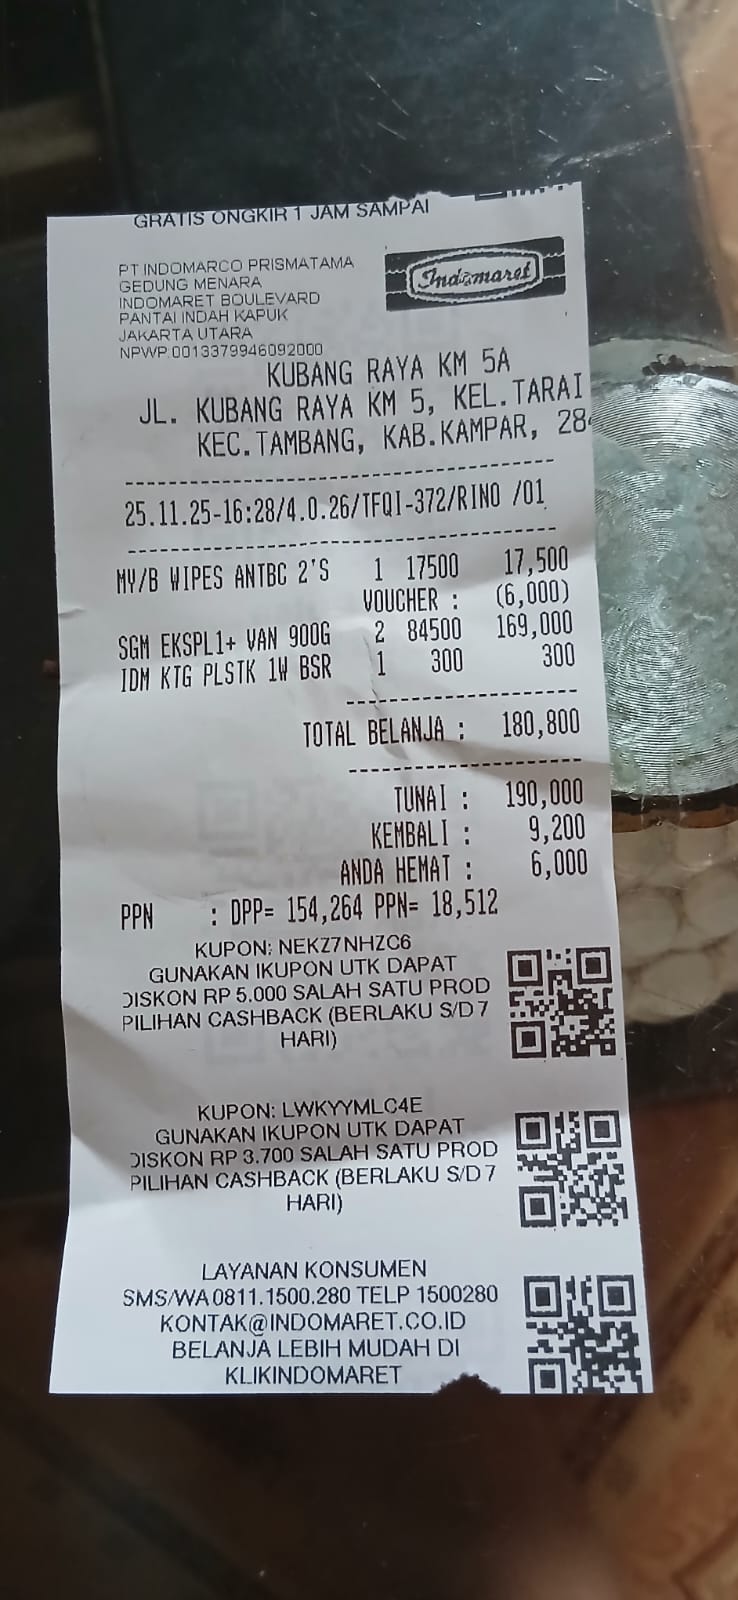 GRATIS ONGKIR 1 JAM SAMPAI
PT INDOMARCO PRISMATAMA
GEDUNG MENARA
INDOMARET BOULEVARD
PANTAI INDAH KAPUK
JAKARTA UTARA
NPWP:0013379946092000
Indomaret
KUBANG RAYA KM 5A
JL. KUBANG RAYA KM 5, KEL.TARAI
KEC.TAMBANG, KAB.KAMPAR, 28
25.11.25-16:28/4.0.26/TFQI-372/RINO /01
MY/B WIPES ANTBC 2'S 1 17500 17,500
VOUCHER : (6,000)
SGM EKSPL1+ VAN 900G 2 84500 169,000
IDM KTG PLSTK 1W BSR 1 300 300
TOTAL BELANJA : 180,800
TUNAI : 190,000
KEMBALI : 9,200
ANDA HEMAT : 6,000
PPN : DPP= 154,264 PPN= 18,512
KUPON: NEKZ7NHZC6
GUNAKAN IKUPON UTK DAPAT
DISKON RP 5.000 SALAH SATU PROD
PILIHAN CASHBACK (BERLAKU S/D 7
HARI)
KUPON: LWKYYMLC4E
GUNAKAN IKUPON UTK DAPAT
DISKON RP 3.700 SALAH SATU PROD
PILIHAN CASHBACK (BERLAKU S/D 7
HARI)
LAYANAN KONSUMEN
SMS/WA 0811.1500.280 TELP 1500280
KONTAK@INDOMARET.CO.ID
BELANJA LEBIH MUDAH DI
KLIKINDOMARET